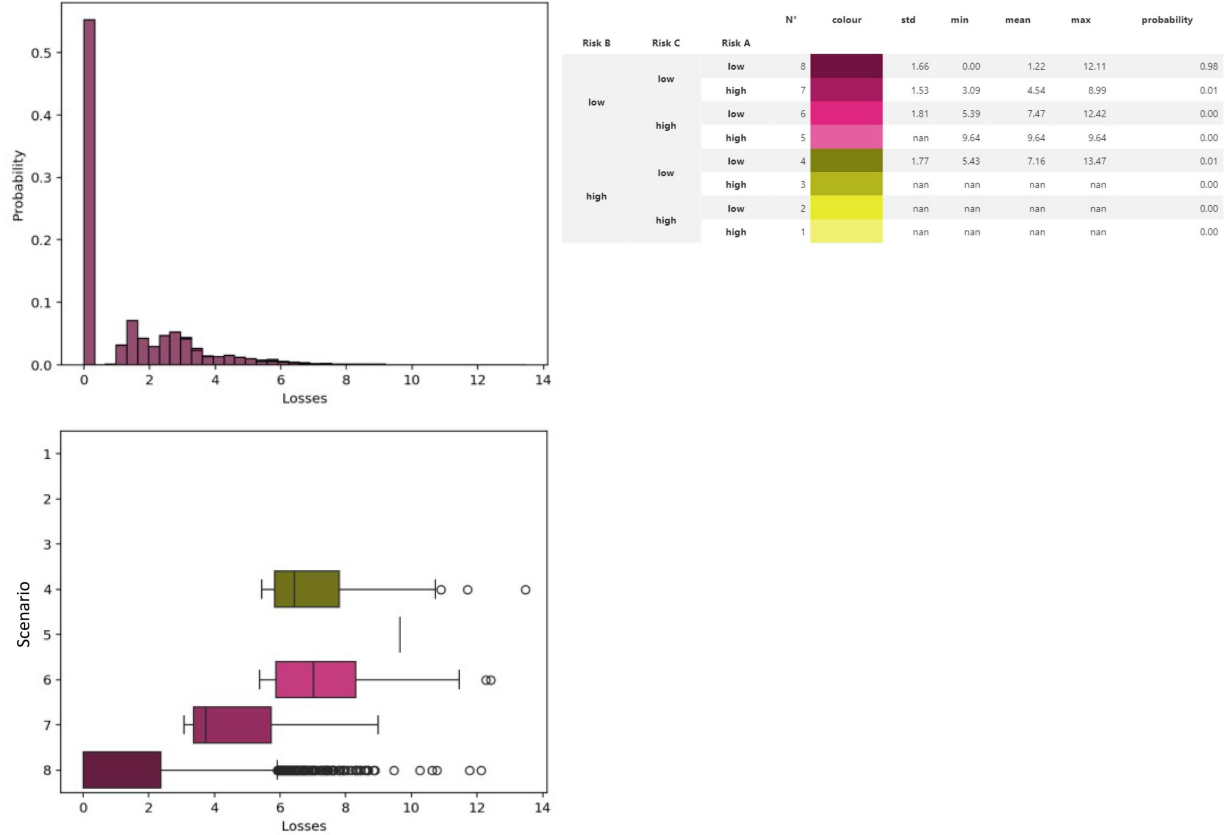 0.5
0.4
0.3
0.2
0.1
0.0
Probability
0 2 4 6 8 10 12 14
Losses
N° colour std min mean max probability
Risk B Risk C Risk A
low low low 8 1.66 0.00 1.22 12.11 0.98
high 7 1.53 3.09 4.54 8.99 0.01
high low 6 1.81 5.39 7.47 12.42 0.00
high 5 nan 9.64 9.64 9.64 0.00
high low low 4 1.77 5.43 7.16 13.47 0.01
high 3 nan nan nan nan 0.00
high low 2 nan nan nan nan 0.00
high 1 nan nan nan nan 0.00
1
2
3
4
5
6
7
8
Scenario
0 2 4 6 8 10 12 14
Losses